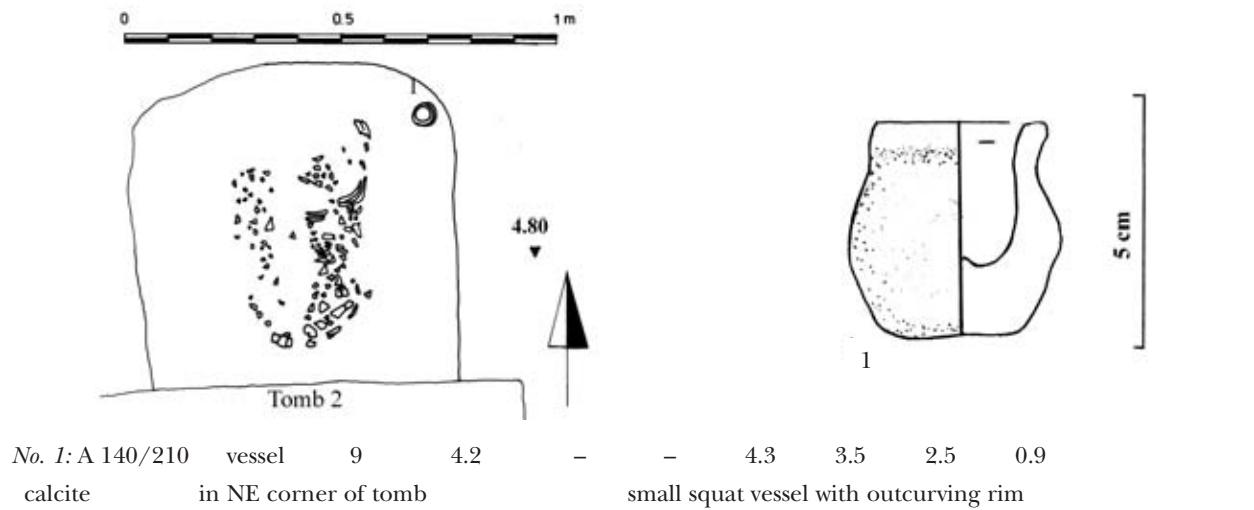 0 0.5 1 m
4.80
Tomb 2
5 cm
1
No. 1: A 140/210 vessel 9 4.2 – – 4.3 3.5 2.5 0.9
calcite in NE corner of tomb small squat vessel with outcurving rim